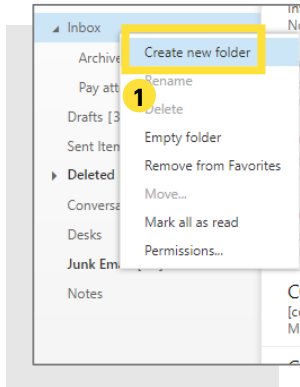 Inbox
Create new folder
Archive
Rename
Pay att
1
Delete
Drafts [3
Empty folder
Sent Item
Remove from Favorites
Deleted
Move...
Conversa
Mark all as read
Desks
Permissions...
Junk Em
Notes